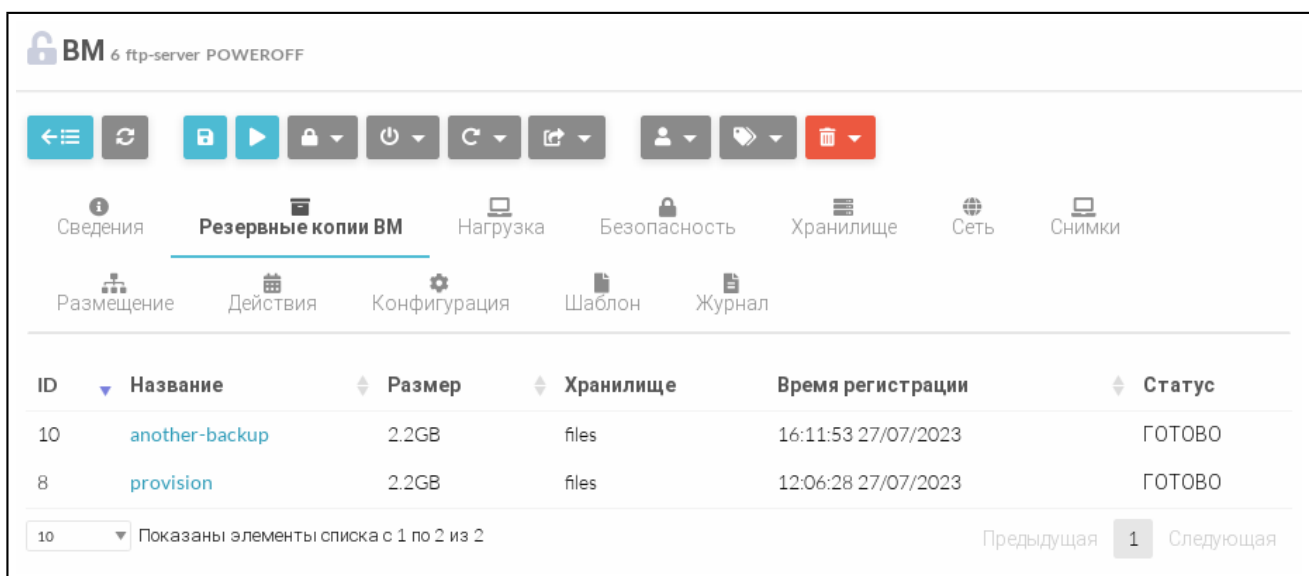 ВМ 6 ftp-server POWEROFF
Сведения Резервные копии ВМ Нагрузка Безопасность Хранилище Сеть Снимки
Размещение Действия Конфигурация Шаблон Журнал
ID Название Размер Хранилище Время регистрации Статус
10 another-backup 2.2GB files 16:11:53 27/07/2023 ГОТОВО
8 provision 2.2GB files 12:06:28 27/07/2023 ГОТОВО
10 Показаны элементы списка с 1 по 2 из 2 Предыдущая 1 Следующая